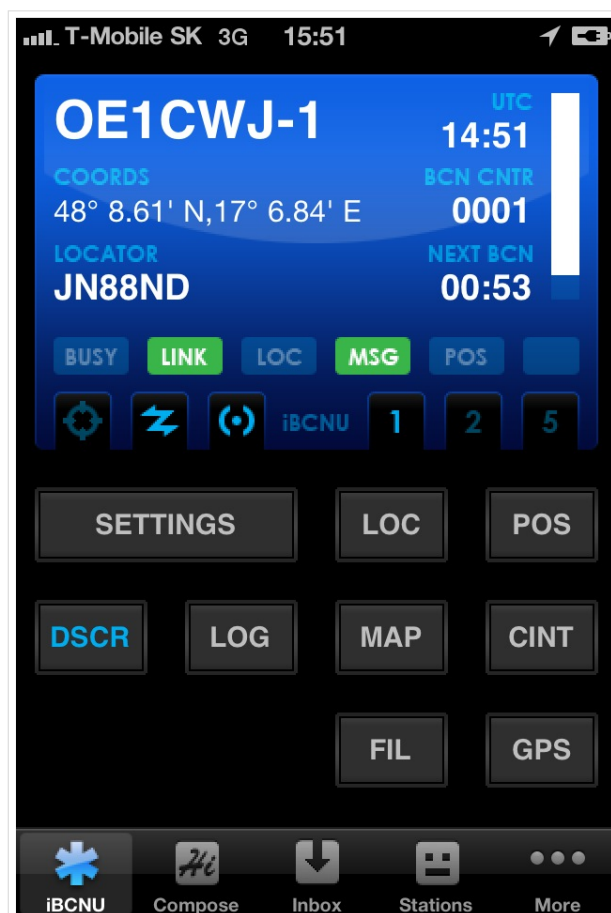 T-Mobile SK 3G 15:51
OE1CWJ-1
UTC
14:51
COORDS
BCN CNTR
48° 8.61' N,17° 6.84' E
0001
LOCATOR
NEXT BCN
JN88ND
00:53
BUSY LINK LOC MSG POS
iBCNU 1 2 5
SETTINGS LOC POS
DSCR LOG MAP CINT
FIL GPS
Hi
iBCNU Compose Inbox Stations More